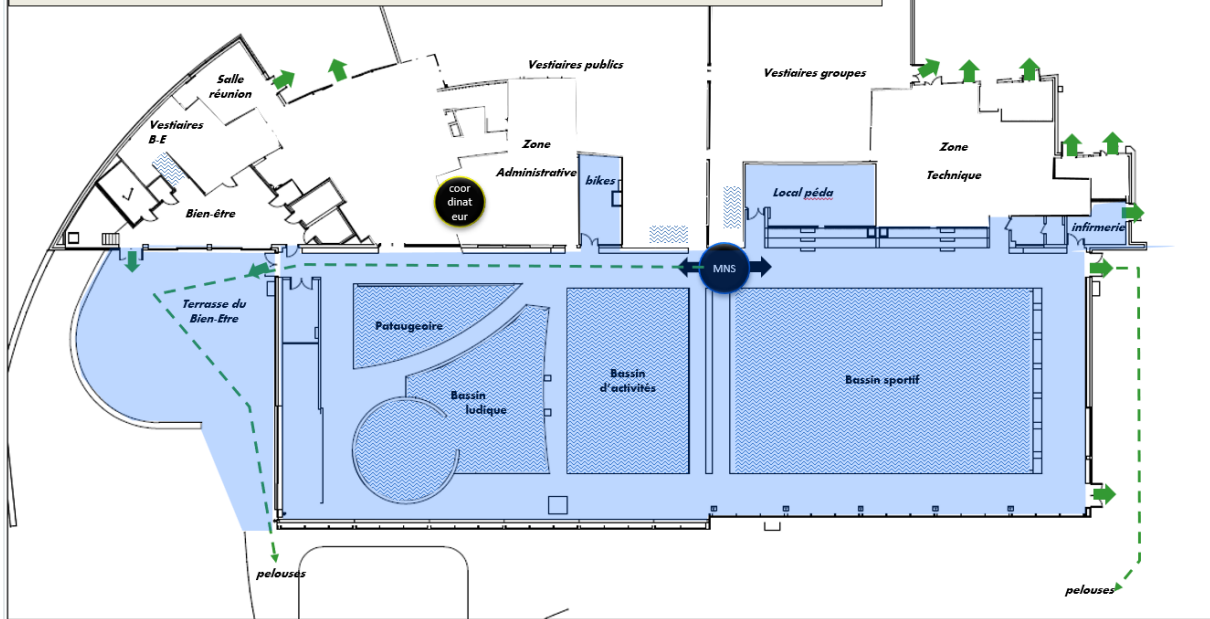 Vestiaires publics
Vestiaires groupes
Salle
réunion
Vestiaires
B-E
Zone
Administrative
Zone
Technique
bikes
Local péda
coor
dinat
eur
Bien-être
infirmerie
MNS
Terrasse du
Bien-Etre
Pataugeoire
Bassin
ludique
Bassin
d'activités
Bassin sportif
pelouses
pelouses